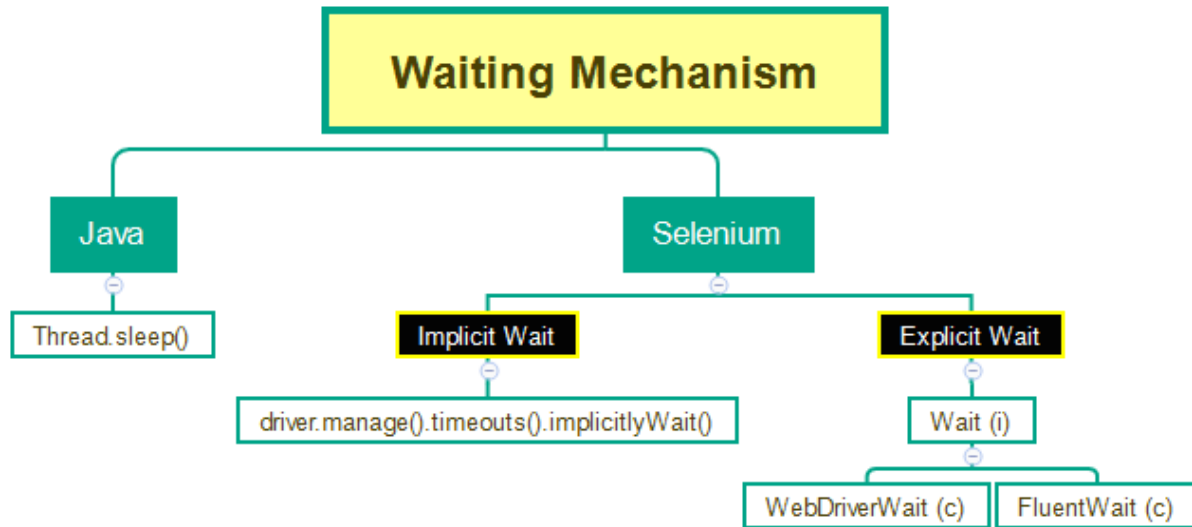 Waiting Mechanism
Java
Selenium
Thread.sleep()
Implicit Wait
Explicit Wait
driver.manage().timeouts().implicitlyWait()
Wait (i)
WebDriverWait (c)
FluentWait (c)